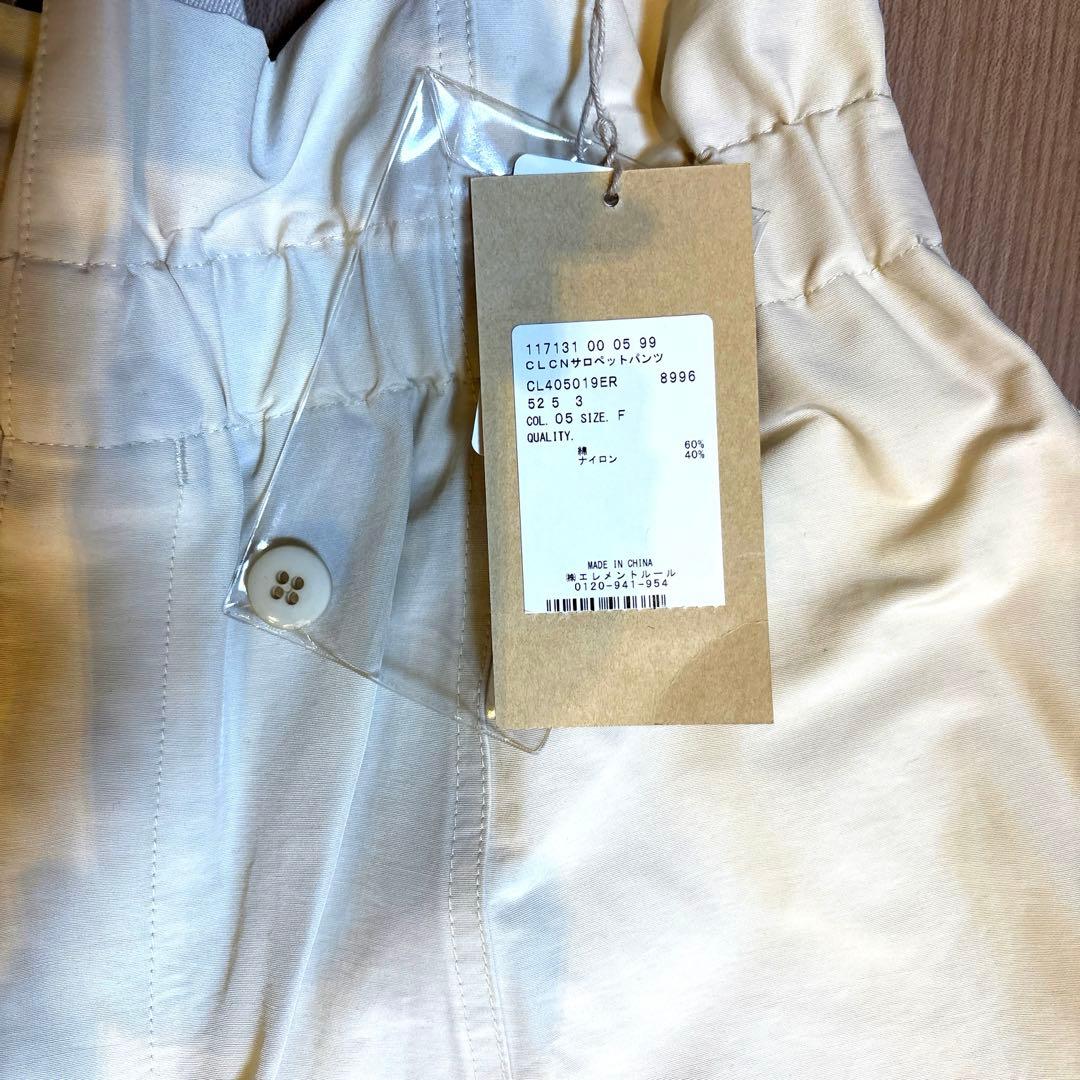 117131 00 05 99
CLCNサロペットパンツ
CL405019ER 8996
52 5 3
COL. 05 SIZE. F
QUALITY.
綿 60%
ナイロン 40%
MADE IN CHINA
㈱エレメントルール
0120-941-954